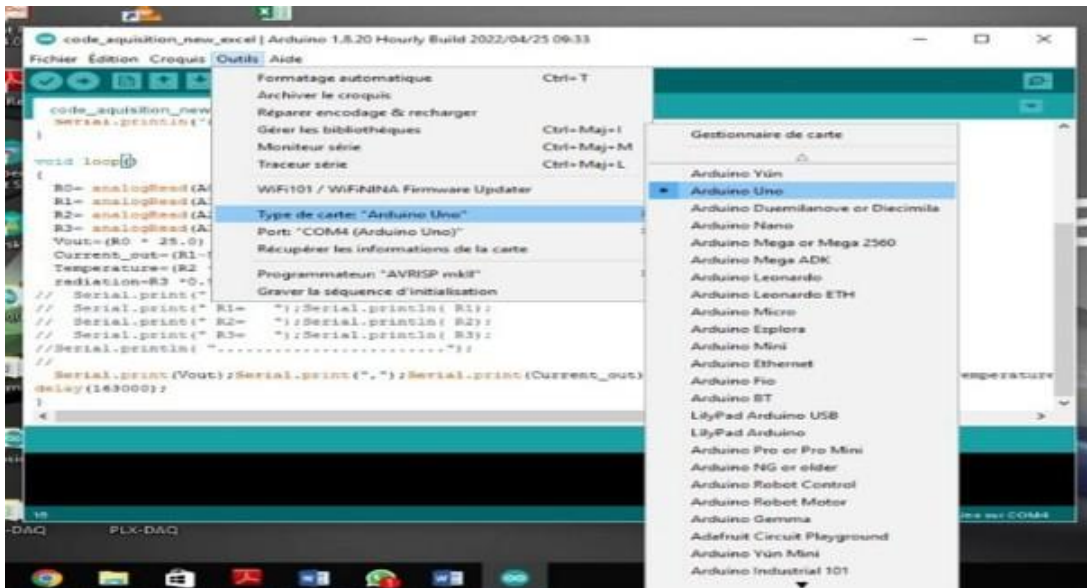 code_aquisition_new_excel | Arduino 1.8.20 Hourly Build 2022/04/25 09:33
Fichier Édition Croquis Outils Aide
code_aquisition_new
Formatage automatique Ctrl+T
Archiver le croquis
Réparer encodage & recharger
Gérer les bibliothèques Ctrl+Maj+I
Moniteur série Ctrl+Maj+M
Traceur série Ctrl+Maj+L
WiFi101 / WiFiNINA Firmware Updater
Type de carte: "Arduino Uno"
Port: "COM4 (Arduino Uno)"
Récupérer les informations de la carte
Programmateur: "AVRISP mkII"
Graver la séquence d'initialisation
Gestionnaire de carte
Arduino Yún
Arduino Uno
Arduino Duemilanove or Diecimila
Arduino Nano
Arduino Mega or Mega 2560
Arduino Mega ADK
Arduino Leonardo
Arduino Leonardo ETH
Arduino Micro
Arduino Esplora
Arduino Mini
Arduino Ethernet
Arduino Fio
Arduino BT
LilyPad Arduino USB
LilyPad Arduino
Arduino Pro or Pro Mini
Arduino NG or older
Arduino Robot Control
Arduino Robot Motor
Arduino Gemma
Adafruit Circuit Playground
Arduino Yún Mini
Arduino Industrial 101
Serial.println("
}
void loop()
{
R0= analogRead(A
R1= analogRead(A
R2= analogRead(A
R3= analogRead(A
Vout=(R0 * 25.0)
Current_out=(R1-
Temperature=(R2
radiation=R3 *0.
// Serial.print("
// Serial.print(" R1= ");Serial.println( R1);
// Serial.print(" R2= ");Serial.println( R2);
// Serial.print(" R3= ");Serial.println( R3);
//Serial.println( ".......................");
//
Serial.print(Vout);Serial.print(",");Serial.print(Current_out) emperature
delay(163000);
}
sur COM4
-DAQ PLX-DAQ